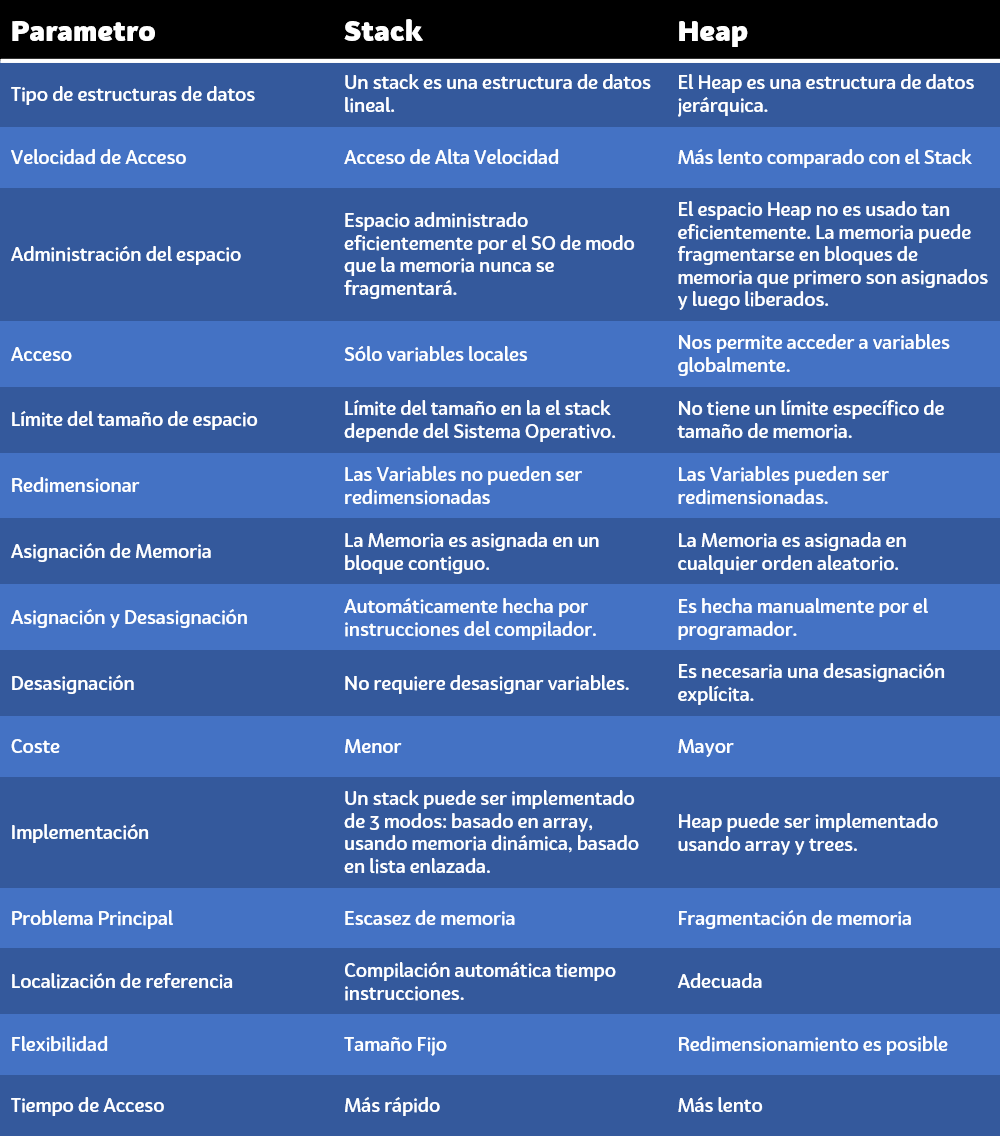 Parametro
Stack
Heap
Tipo de estructuras de datos
Un stack es una estructura de datos
lineal.
El Heap es una estructura de datos
jerárquica.
Velocidad de Acceso
Acceso de Alta Velocidad
Más lento comparado con el Stack
Administración del espacio
Espacio administrado
eficientemente por el SO de modo
que la memoria nunca se
fragmentará.
El espacio Heap no es usado tan
eficientemente. La memoria puede
fragmentarse en bloques de
memoria que primero son asignados
y luego liberados.
Acceso
Sólo variables locales
Nos permite acceder a variables
globalmente.
Límite del tamaño de espacio
Límite del tamaño en la el stack
depende del Sistema Operativo.
No tiene un límite específico de
tamaño de memoria.
Redimensionar
Las Variables no pueden ser
redimensionadas
Las Variables pueden ser
redimensionadas.
Asignación de Memoria
La Memoria es asignada en un
bloque contiguo.
La Memoria es asignada en
cualquier orden aleatorio.
Asignación y Desasignación
Automáticamente hecha por
instrucciones del compilador.
Es hecha manualmente por el
programador.
Desasignación
No requiere desasignar variables.
Es necesaria una desasignación
explícita.
Coste
Menor
Mayor
Implementación
Un stack puede ser implementado
de 3 modos: basado en array,
usando memoria dinámica, basado
en lista enlazada.
Heap puede ser implementado
usando array y trees.
Problema Principal
Escasez de memoria
Fragmentación de memoria
Localización de referencia
Compilación automática tiempo
instrucciones.
Adecuada
Flexibilidad
Tamaño Fijo
Redimensionamiento es posible
Tiempo de Acceso
Más rápido
Más lento